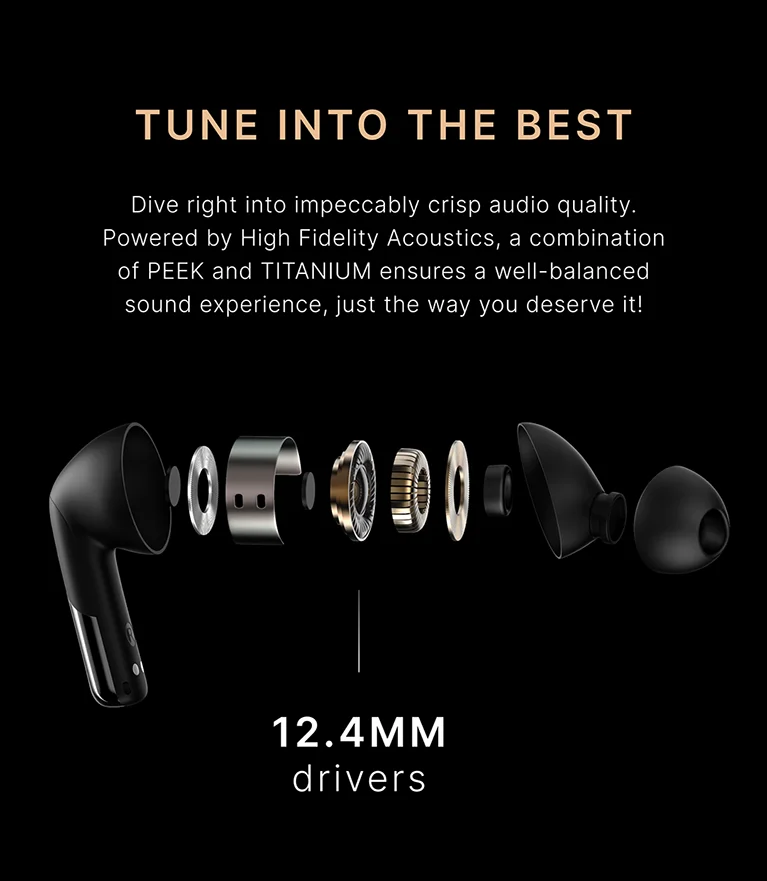 TUNE INTO THE BEST
Dive right into impeccably crisp audio quality.
Powered by High Fidelity Acoustics, a combination
of PEEK and TITANIUM ensures a well-balanced
sound experience, just the way you deserve it!
12.4MM
drivers